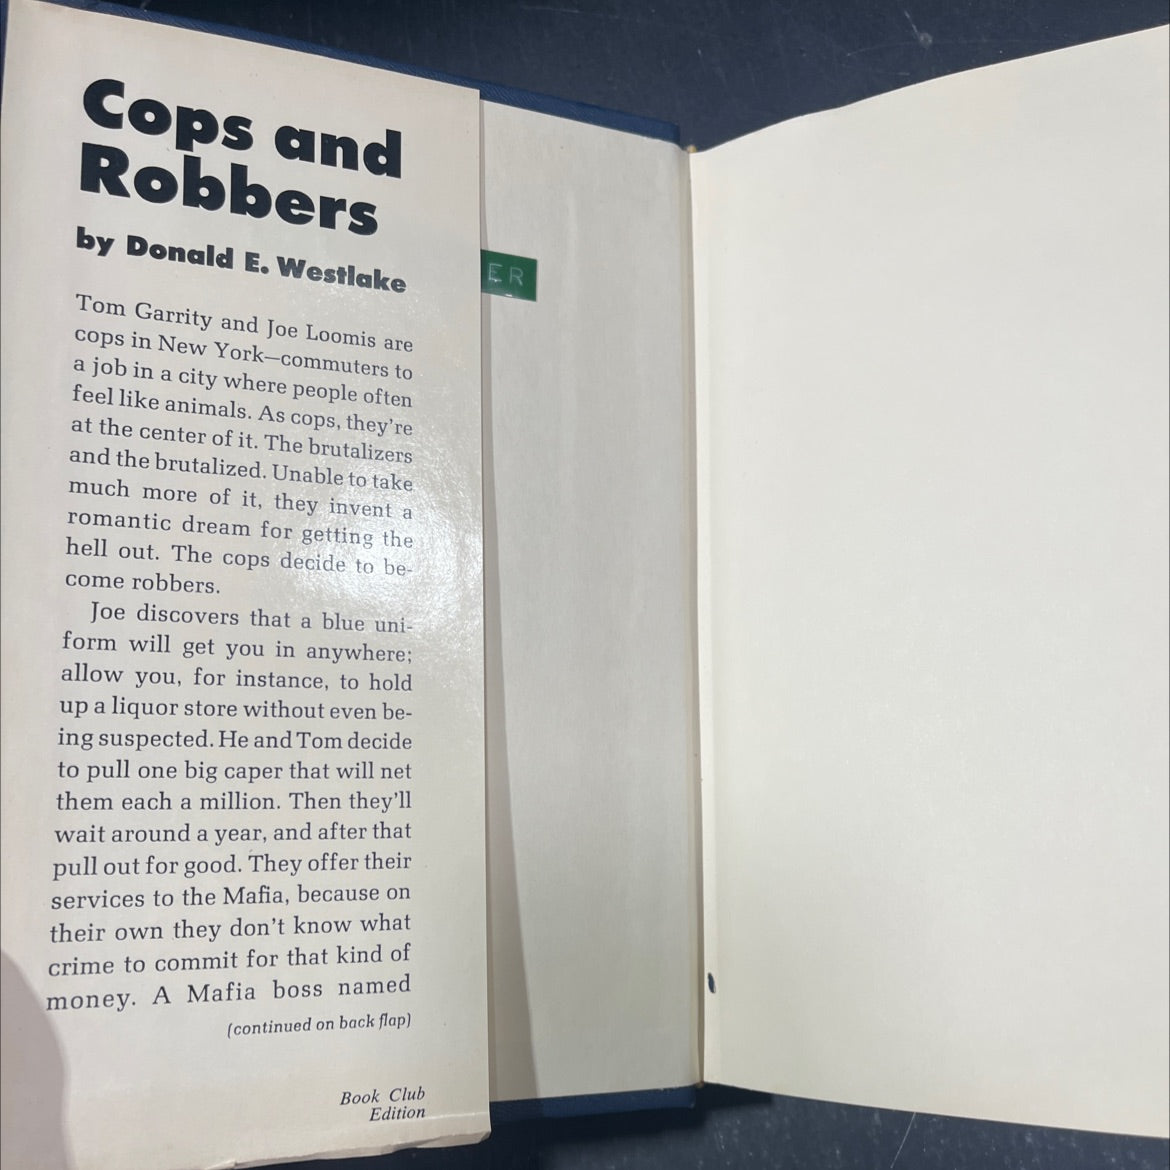 Cops and
Robbers
by Donald E. Westlake
Tom Garrity and Joe Loomis are
cops in New York—commuters to
a job in a city where people often
feel like animals. As cops, they're
at the center of it. The brutalizers
and the brutalized. Unable to take
much more of it, they invent a
romantic dream for getting the
hell out. The cops decide to be-
come robbers.
Joe discovers that a blue uni-
form will get you in anywhere;
allow you, for instance, to hold
up a liquor store without even be-
ing suspected. He and Tom decide
to pull one big caper that will net
them each a million. Then they'll
wait around a year, and after that
pull out for good. They offer their
services to the Mafia, because on
their own they don't know what
crime to commit for that kind of
money. A Mafia boss named
(continued on back flap)
Book Club
Edition
ER